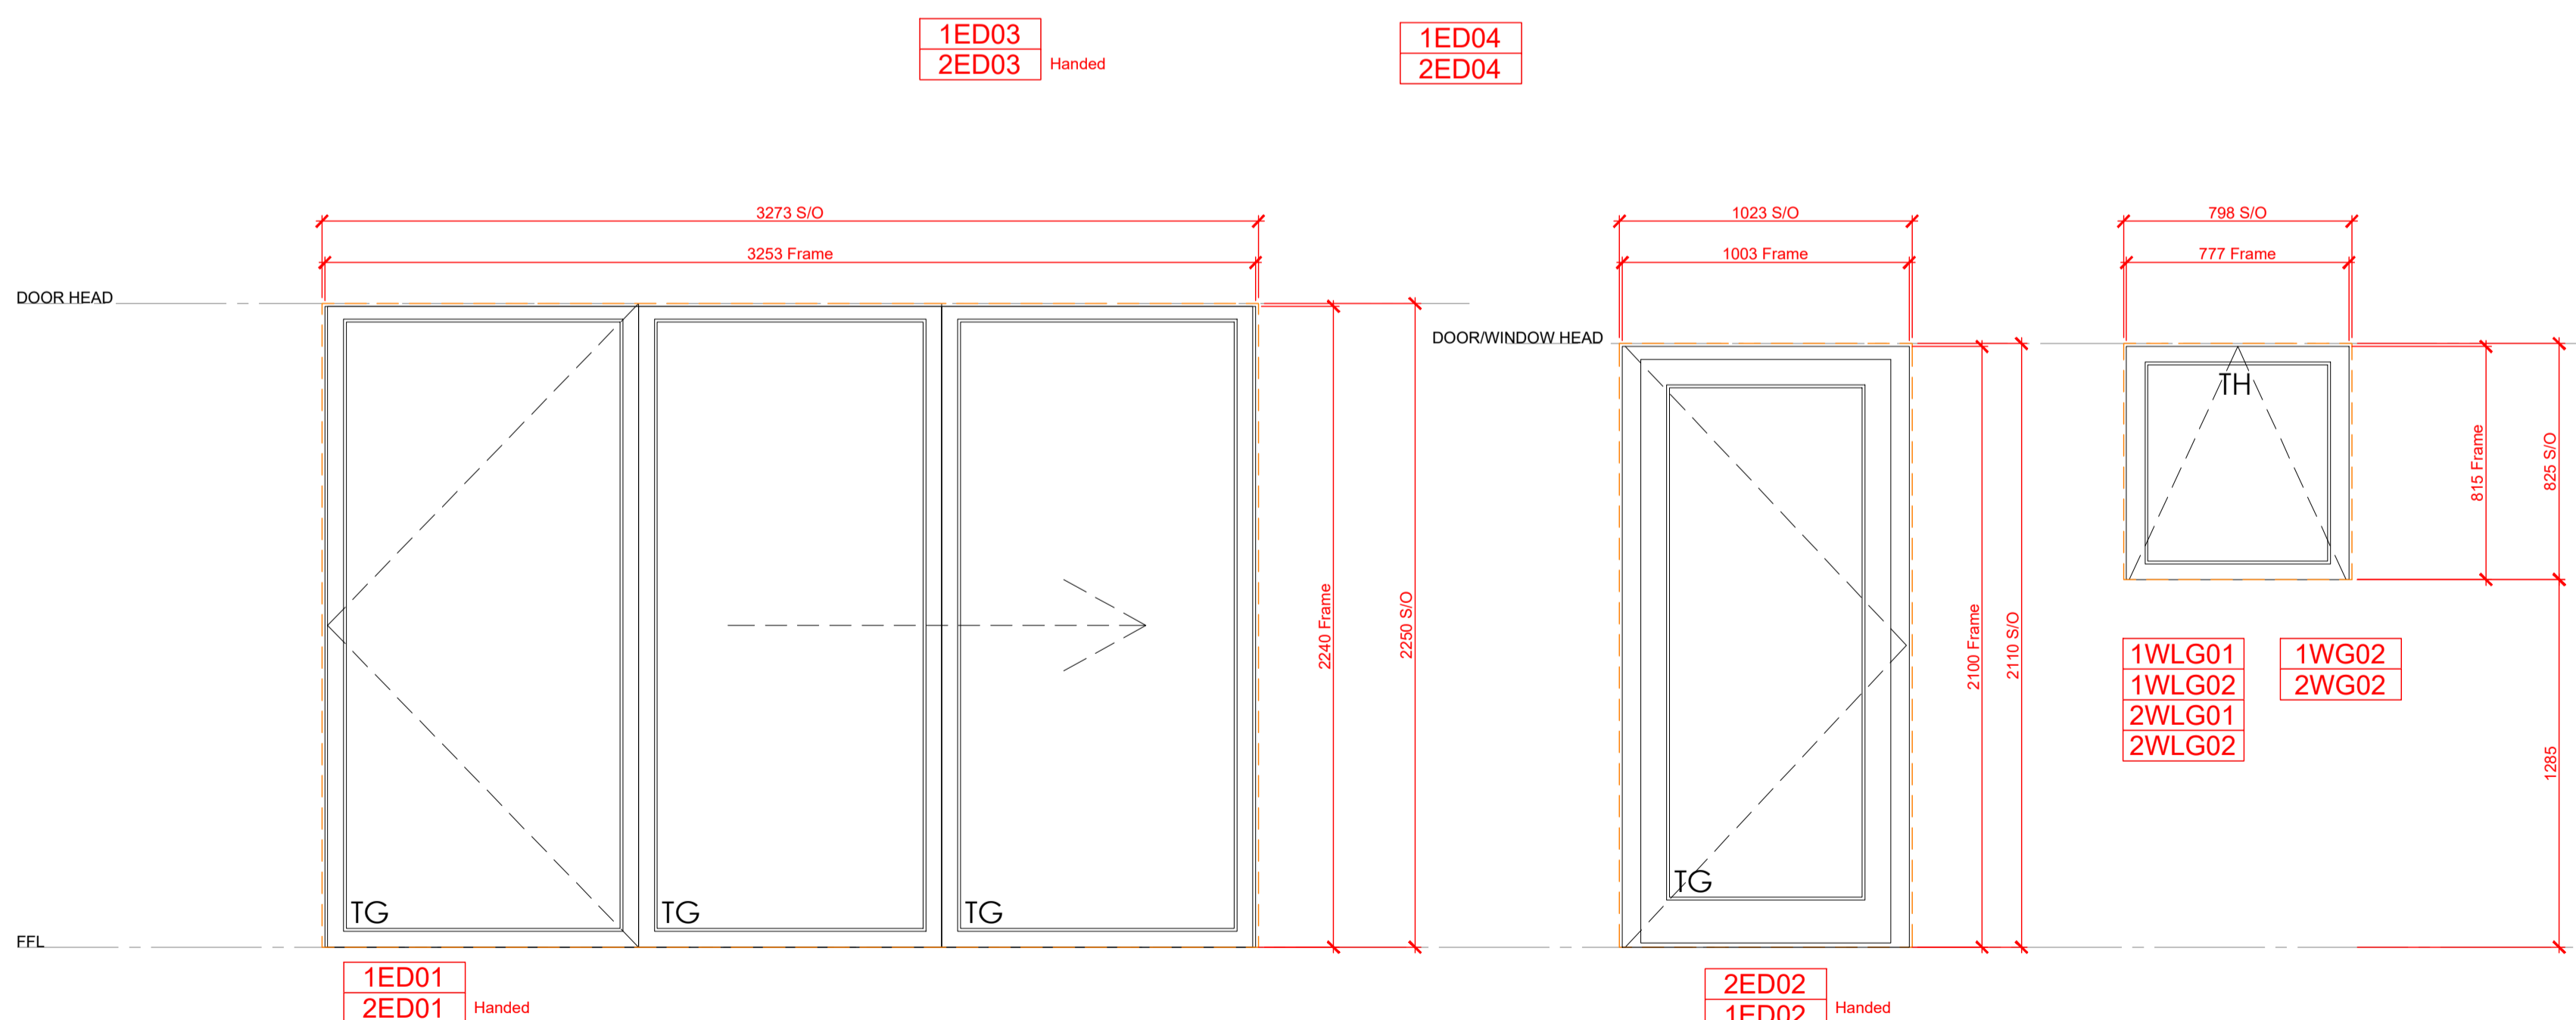 1ED03
2ED03 Handed
1ED04
2ED04
3273 S/O
3253 Frame
1023 S/O
1003 Frame
798 S/O
777 Frame
DOOR HEAD
DOOR/WINDOW HEAD
TH
815 Frame
825 S/O
2240 Frame
2250 S/O
2100 Frame
2110 S/O
1WLG01
1WLG02
2WLG01
2WLG02
1WG02
2WG02
1285
TG
TG
TG
TG
FFL
1ED01
2ED01 Handed
2ED02
1ED02 Handed